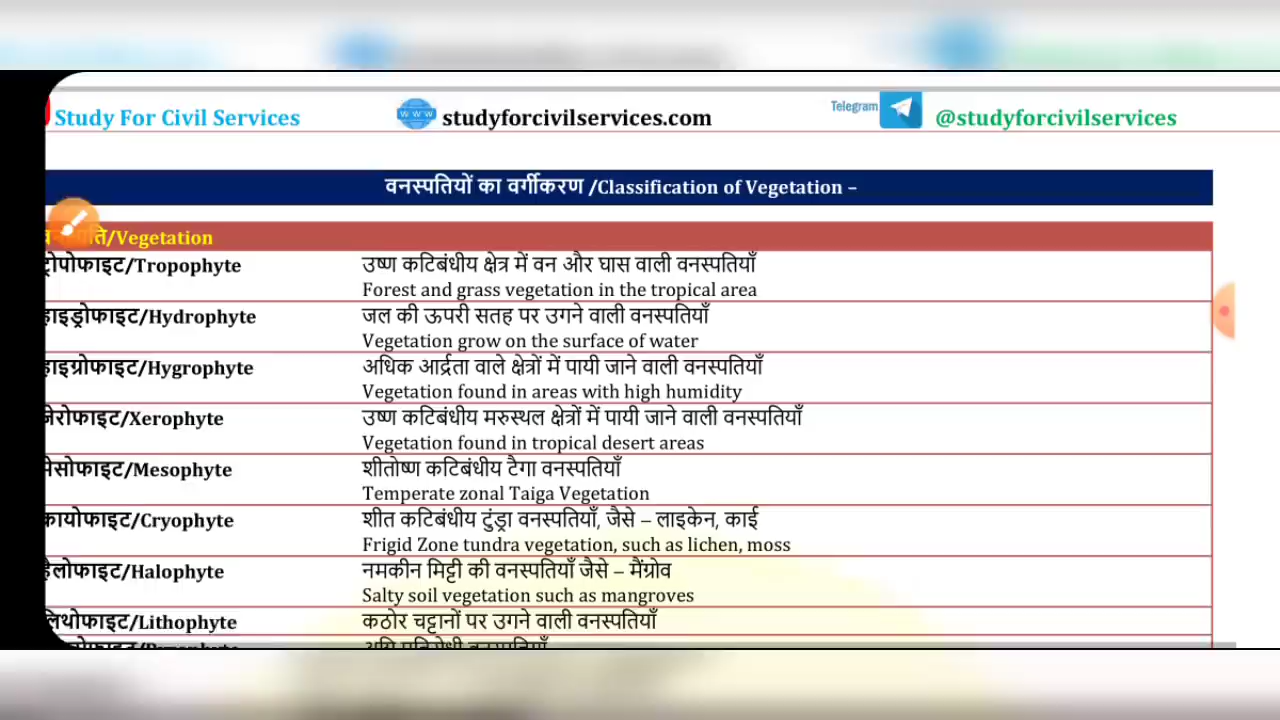 Study For Civil Services
studyforcivilservices.com
Telegram
@studyforcivilservices
वनस्पतियों का वर्गीकरण /Classification of Vegetation –
/Vegetation
ट्रोपोफाइट/Tropophyte
उष्ण कटिबंधीय क्षेत्र में वन और घास वाली वनस्पतियाँ
Forest and grass vegetation in the tropical area
हाइड्रोफाइट/Hydrophyte
जल की ऊपरी सतह पर उगने वाली वनस्पतियाँ
Vegetation grow on the surface of water
हाइग्रोफाइट/Hygrophyte
अधिक आर्द्रता वाले क्षेत्रों में पायी जाने वाली वनस्पतियाँ
Vegetation found in areas with high humidity
जेरोफाइट/Xerophyte
उष्ण कटिबंधीय मरुस्थल क्षेत्रों में पायी जाने वाली वनस्पतियाँ
Vegetation found in tropical desert areas
मेसोफाइट/Mesophyte
शीतोष्ण कटिबंधीय टैगा वनस्पतियाँ
Temperate zonal Taiga Vegetation
कायोफाइट/Cryophyte
शीत कटिबंधीय टुंड्रा वनस्पतियाँ, जैसे – लाइकेन, काई
Frigid Zone tundra vegetation, such as lichen, moss
हैलोफाइट/Halophyte
नमकीन मिट्टी की वनस्पतियाँ जैसे – मैंग्रोव
Salty soil vegetation such as mangroves
लिथोफाइट/Lithophyte
कठोर चट्टानों पर उगने वाली वनस्पतियाँ